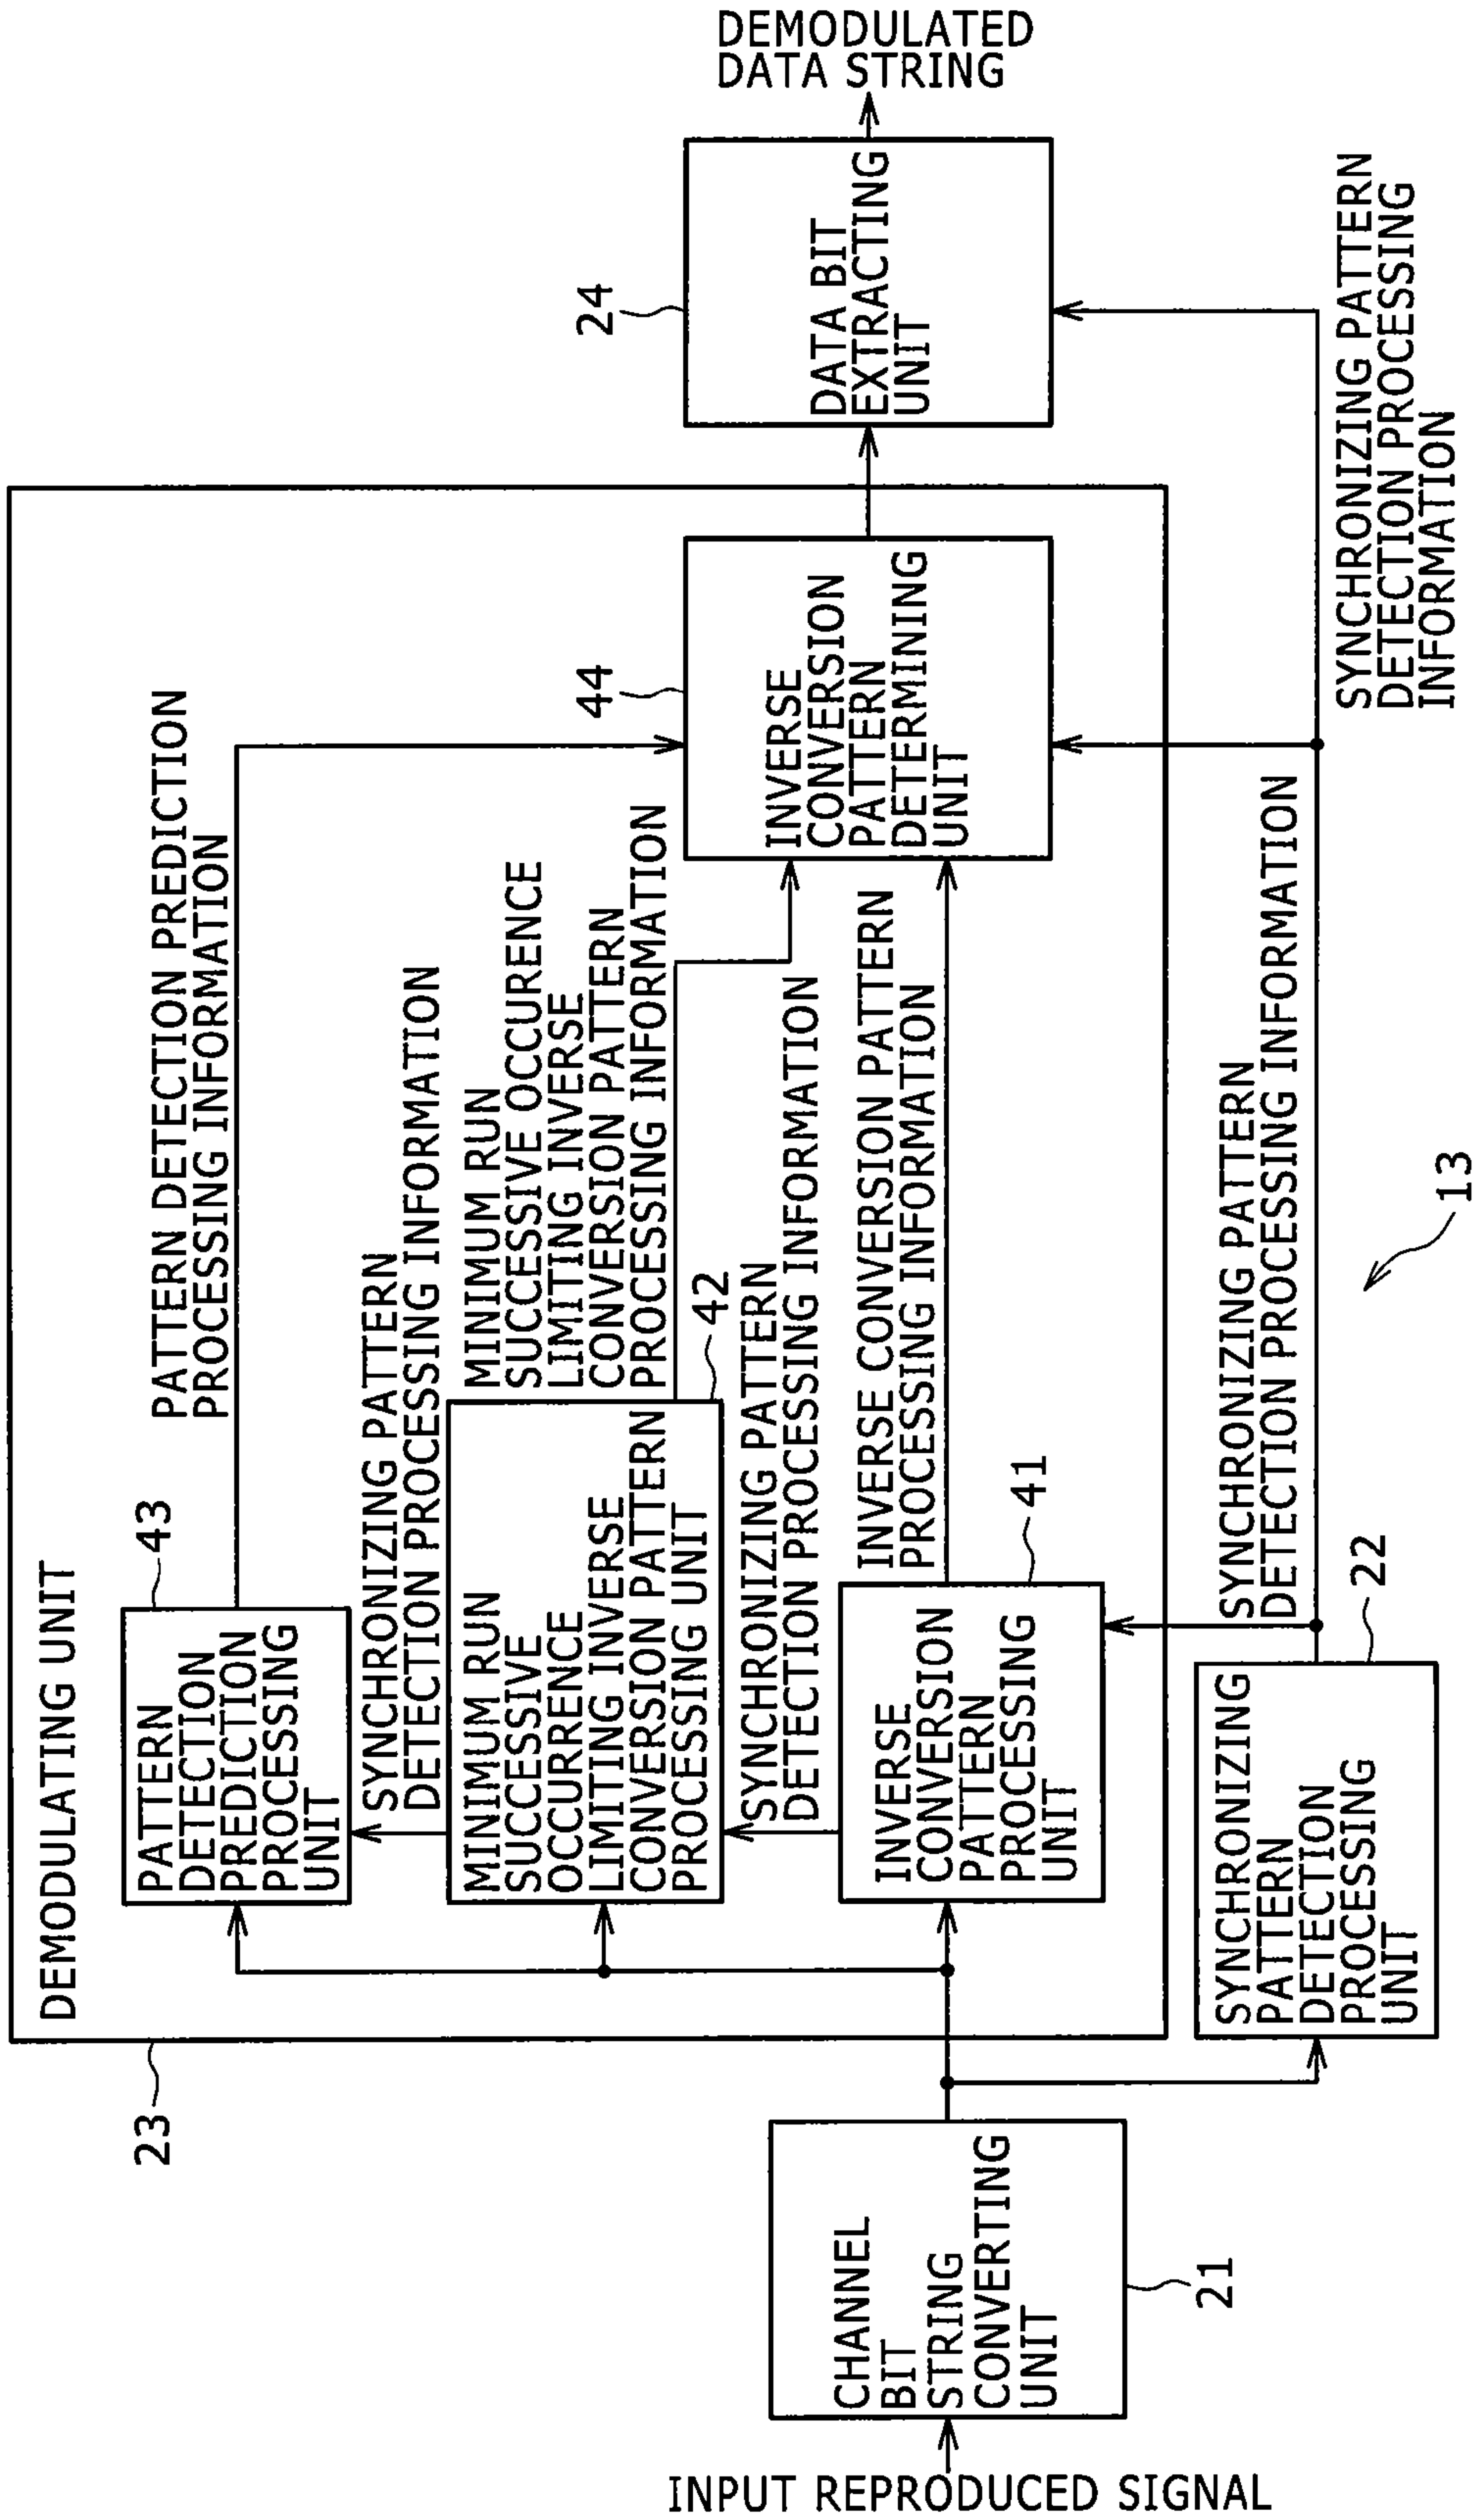 DEMODULATING UNIT
23
PATTERN
DETECTION
PREDICTION
PROCESSING
UNIT
43
PATTERN DETECTION PREDICTION
PROCESSING INFORMATION
SYNCHRONIZING PATTERN
DETECTION PROCESSING INFORMATION
MINIMUM RUN
SUCCESSIVE
OCCURRENCE
LIMITING INVERSE
CONVERSION PATTERN
PROCESSING UNIT
42
MINIMUM RUN
SUCCESSIVE OCCURENCE
LIMITING INVERSE
CONVERSION PATTERN
PROCESSING INFORMATION
SYNCHRONIZING PATTERN
DETECTION PROCESSING INFORMATION
INVERSE
CONVERSION
PATTERN
PROCESSING
UNIT
41
INVERSE CONVERSION PATTERN
PROCESSING INFORMATION
INVERSE
CONVERSION
PATTERN
DETERMINING
UNIT
44
DATA BIT
EXTRACTING
UNIT
24
DEMODULATED
DATA STRING
INPUT REPRODUCED SIGNAL
CHANNEL
BIT
STRING
CONVERTING
UNIT
21
SYNCHRONIZING
PATTERN
DETECTION
PROCESSING
UNIT
22
SYNCHRONIZING PATTERN
DETECTION PROCESSING INFORMATION
SYNCHRONIZING PATTERN
DETECTION PROCESSING
INFORMATION
13